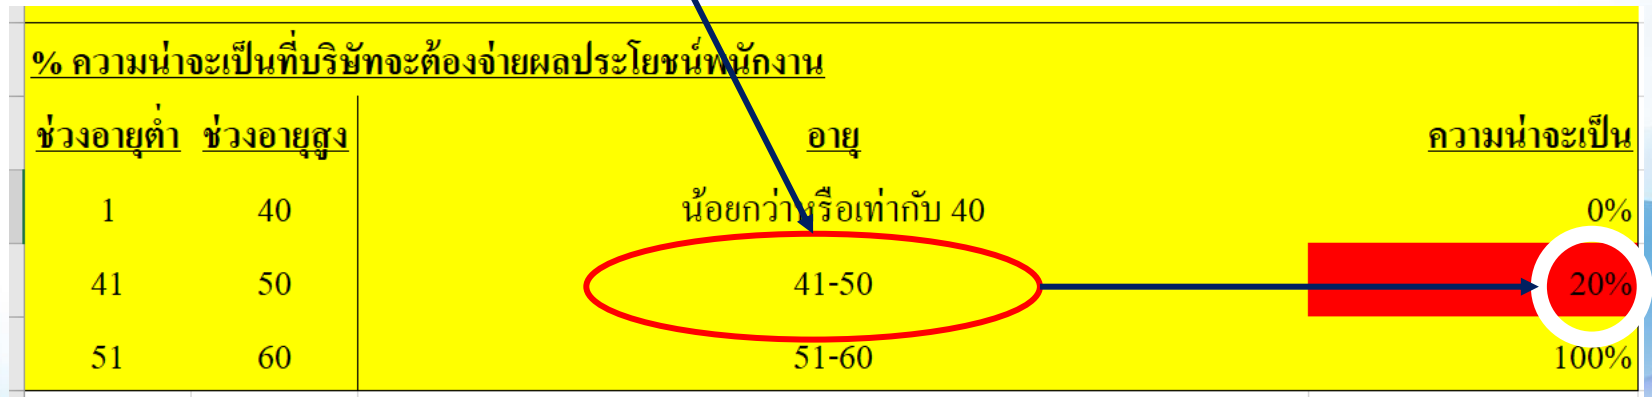 % ความน่าจะเป็นที่บริษัทจะต้องจ่ายผลประโยชน์พนักงาน
ช่วงอายุต่ำ ช่วงอายุสูง อายุ ความน่าจะเป็น
1 40 น้อยกว่าหรือเท่ากับ 40 0%
41 50 41-50 20%
51 60 51-60 100%